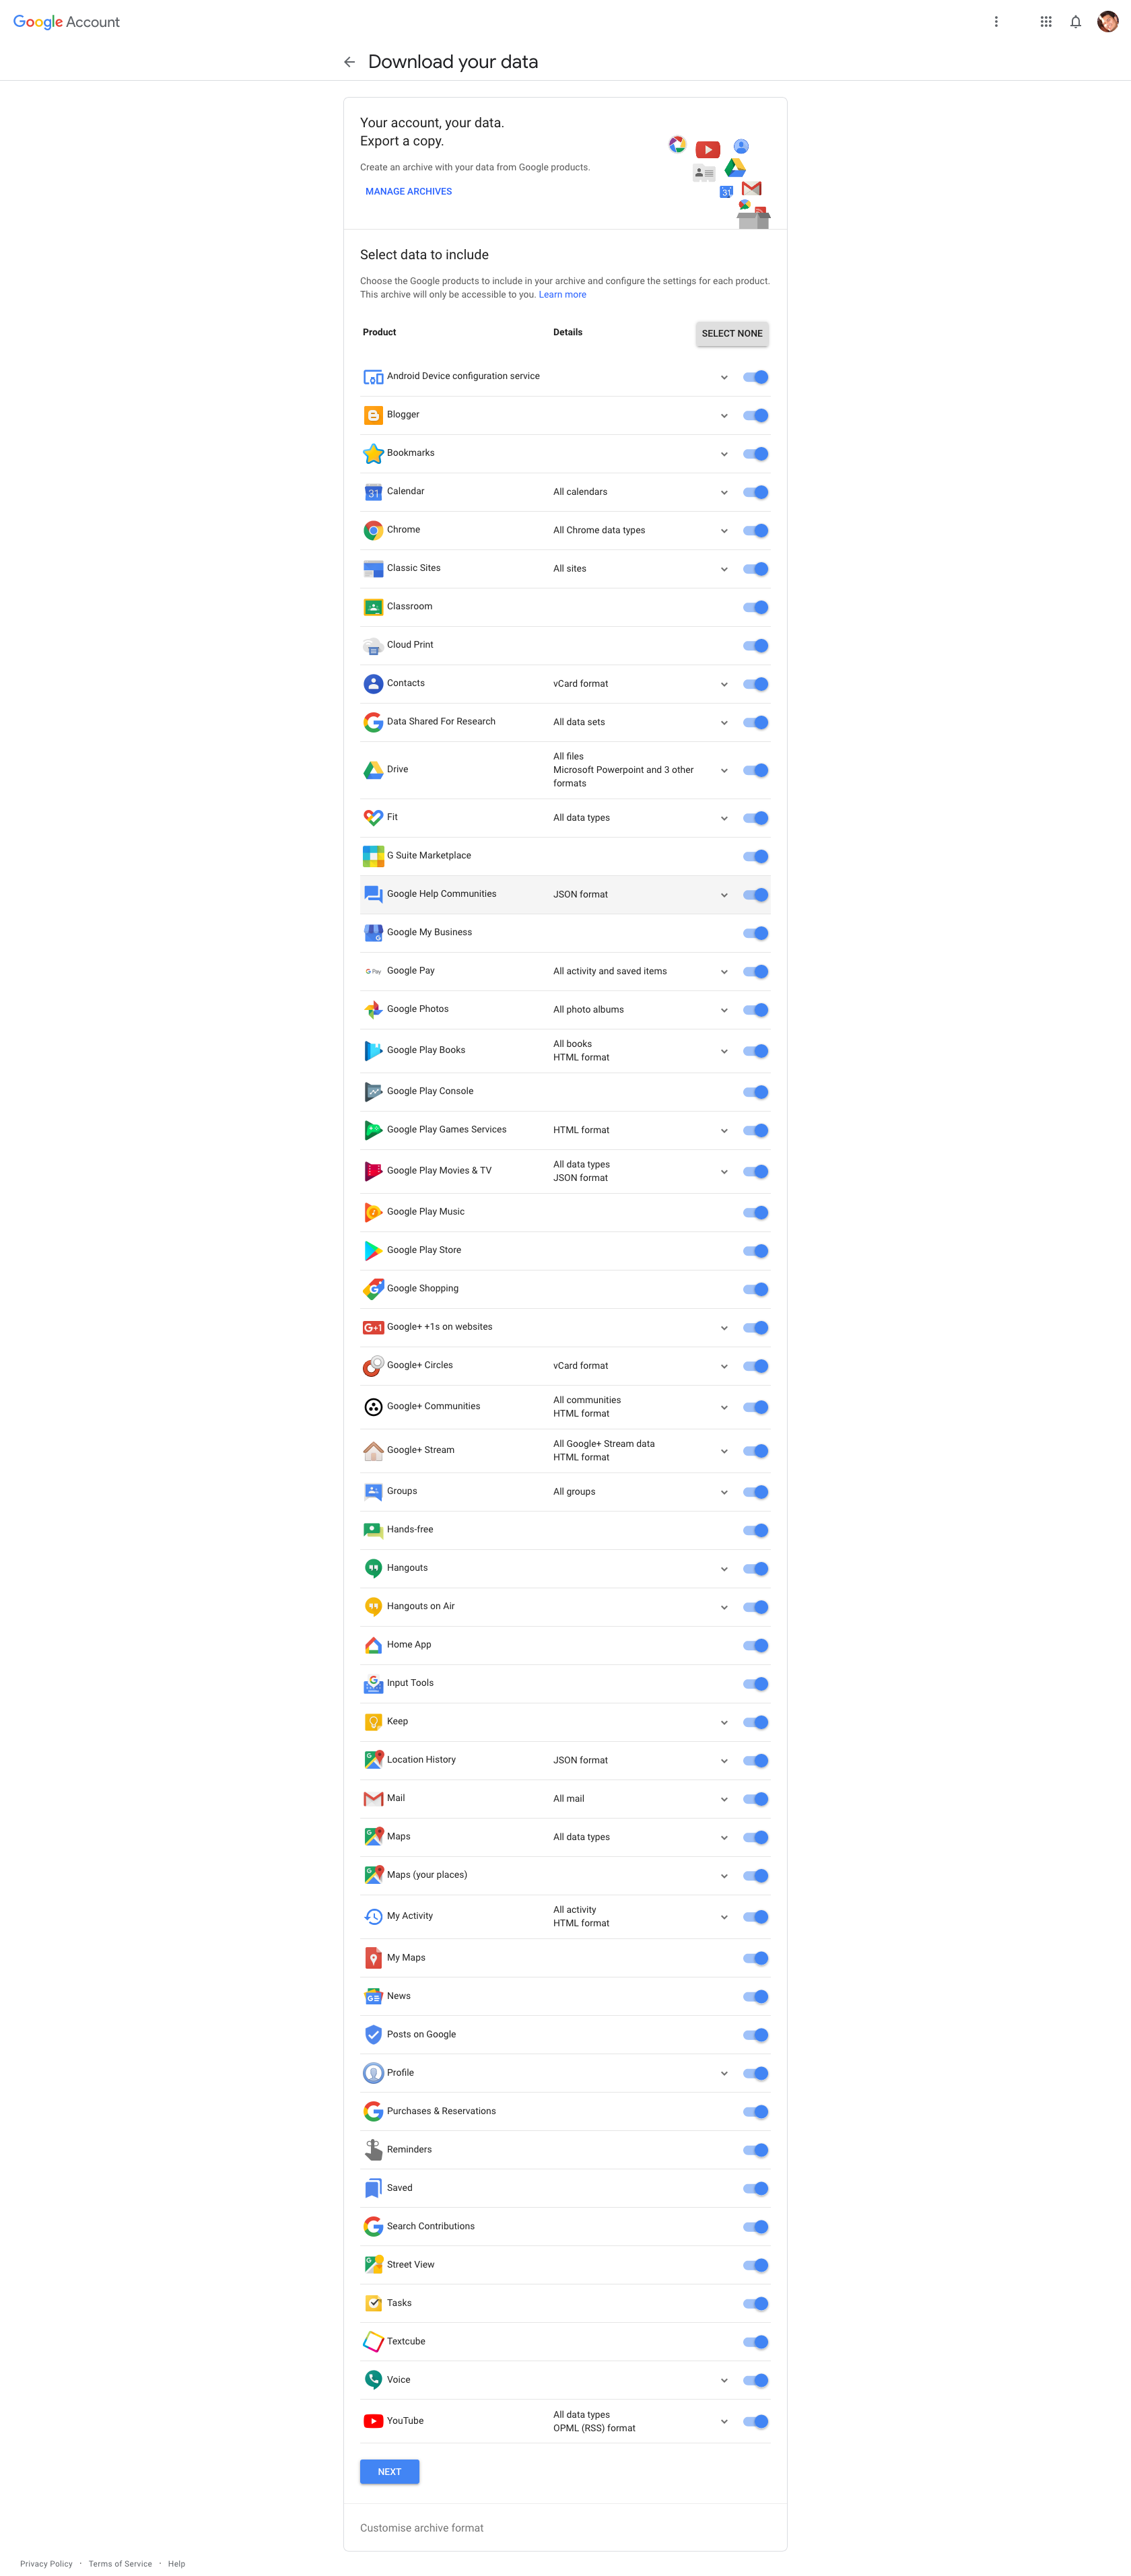 Google Account
Download your data
Your account, your data.
Export a copy.
Create an archive with your data from Google products.
MANAGE ARCHIVES
31
Select data to include
Choose the Google products to include in your archive and configure the settings for each product.
This archive will only be accessible to you. Learn more
Product Details SELECT NONE
Android Device configuration service
Blogger
Bookmarks
31 Calendar All calendars
Chrome All Chrome data types
Classic Sites All sites
Classroom
Cloud Print
Contacts vCard format
Data Shared For Research All data sets
Drive All files
Microsoft Powerpoint and 3 other
formats
Fit All data types
G Suite Marketplace
Google Help Communities JSON format
Google My Business
G Pay Google Pay All activity and saved items
Google Photos All photo albums
Google Play Books All books
HTML format
Google Play Console
Google Play Games Services HTML format
Google Play Movies & TV All data types
JSON format
Google Play Music
Google Play Store
Google Shopping
G+1 Google+ +1s on websites
Google+ Circles vCard format
Google+ Communities All communities
HTML format
Google+ Stream All Google+ Stream data
HTML format
Groups All groups
Hands-free
Hangouts
Hangouts on Air
Home App
Input Tools
Keep
Location History JSON format
Mail All mail
Maps All data types
Maps (your places)
My Activity All activity
HTML format
My Maps
News
Posts on Google
Profile
Purchases & Reservations
Reminders
Saved
Search Contributions
Street View
Tasks
Textcube
Voice
YouTube All data types
OPML (RSS) format
NEXT
Customise archive format
Privacy Policy · Terms of Service · Help